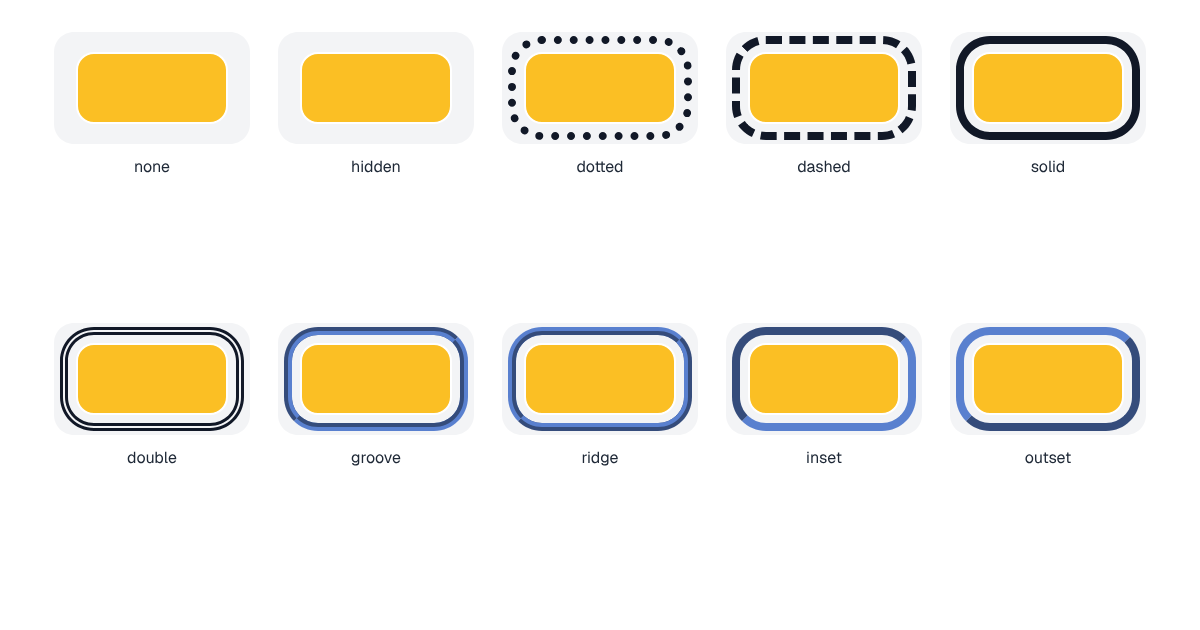 none
hidden
dotted
dashed
solid
double
groove
ridge
inset
outset